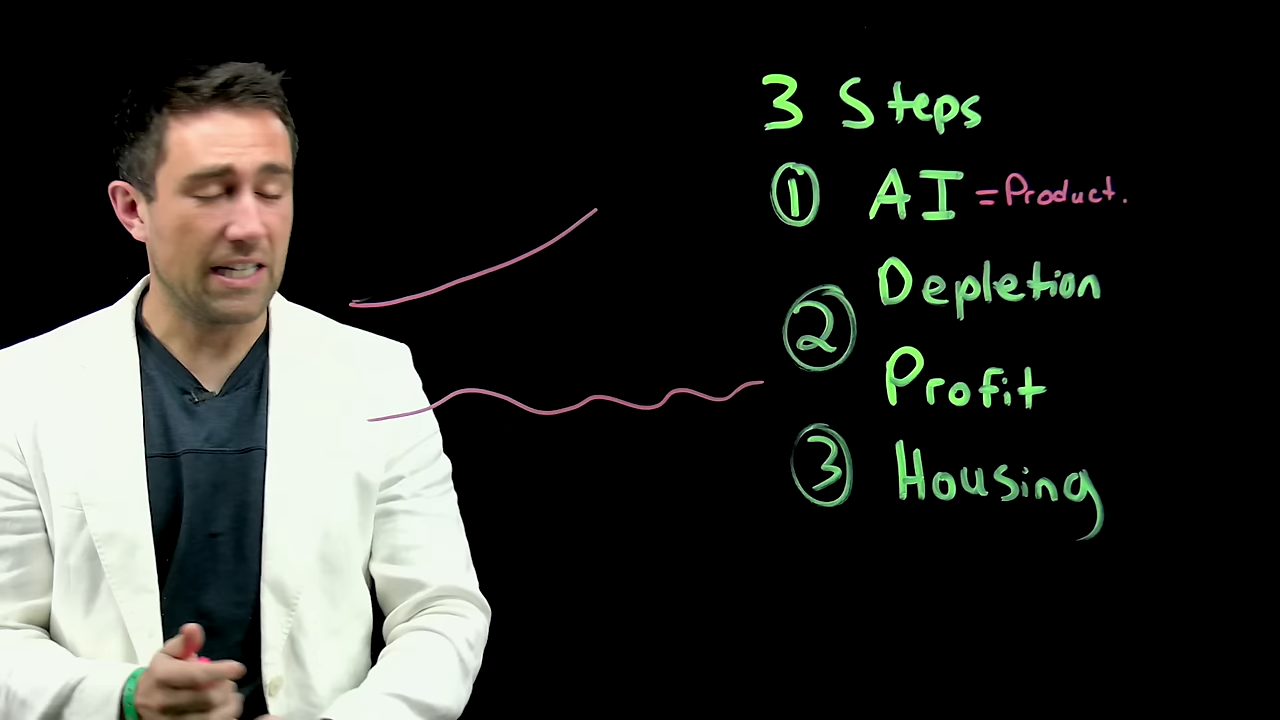 3 Steps
① AI = Product.
Depletion
②
Profit
③ Housing